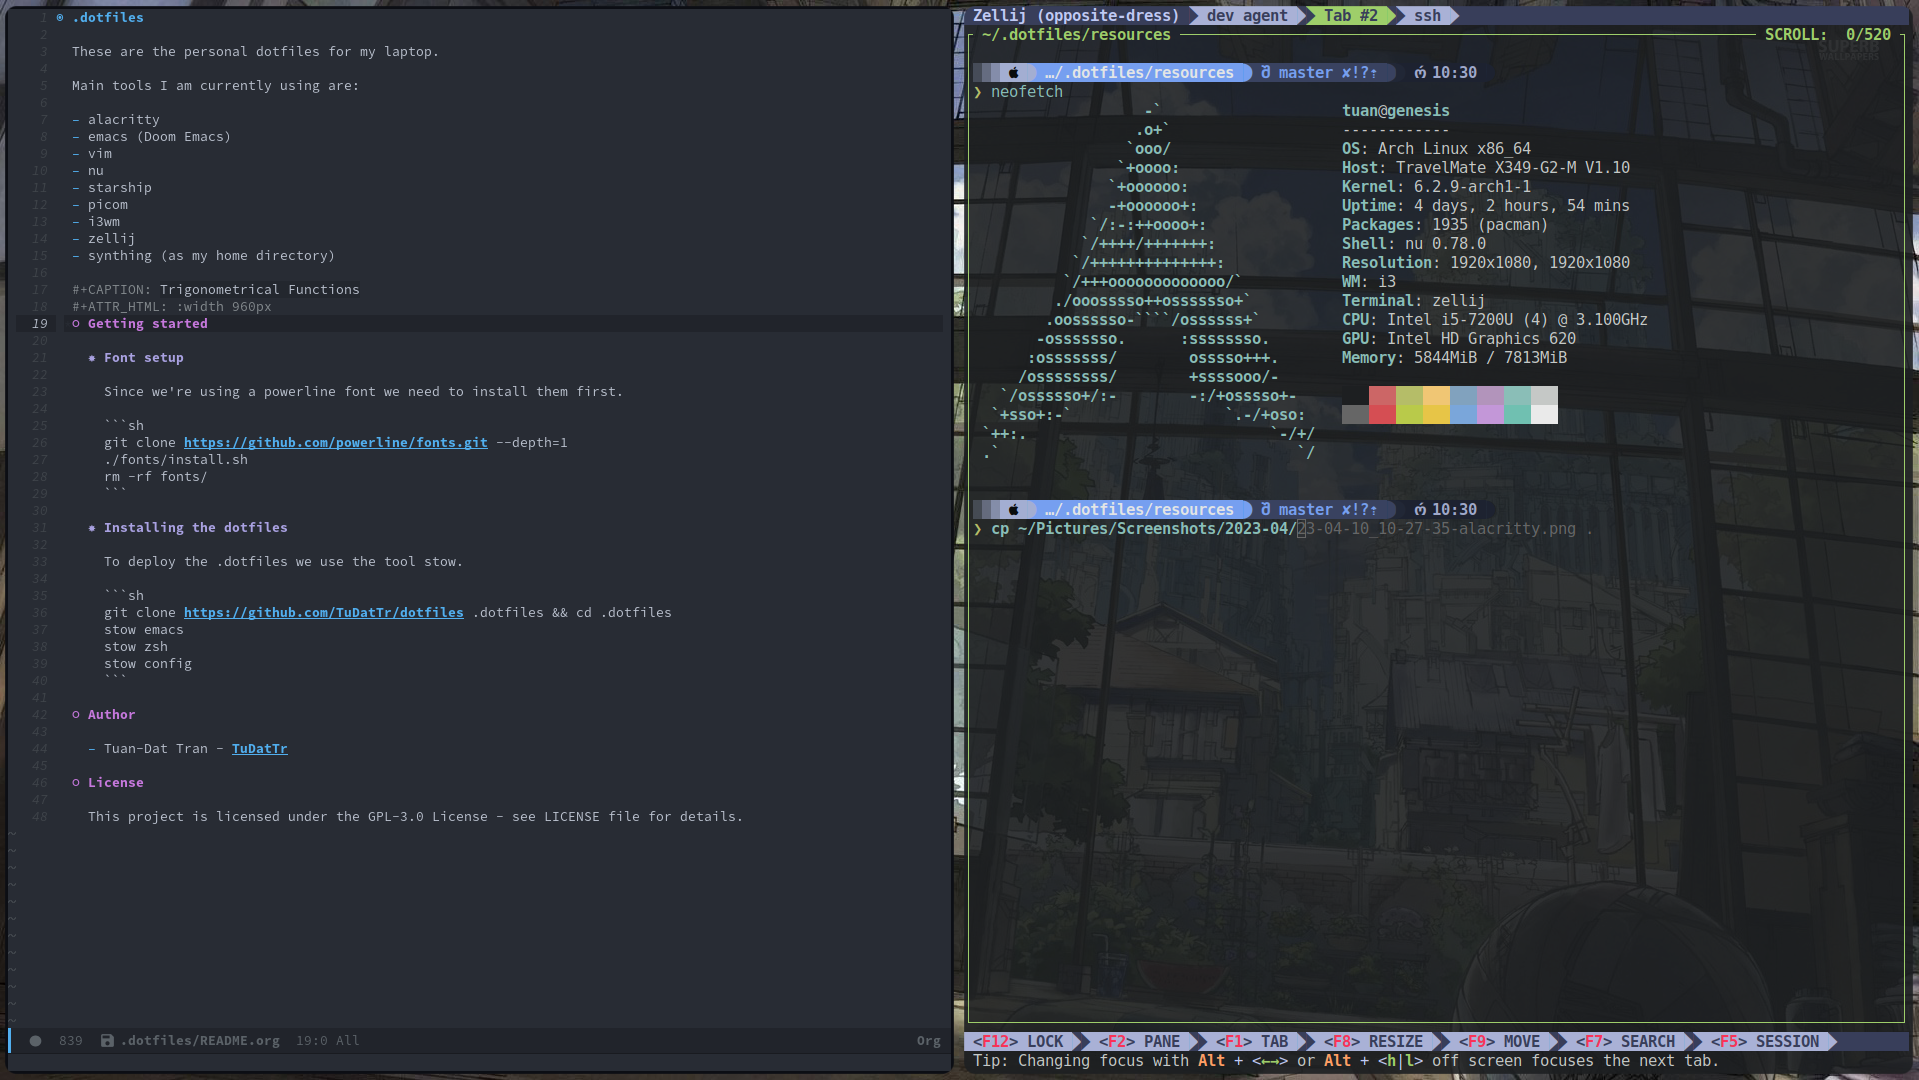 1 .dotfiles
2
3 These are the personal dotfiles for my laptop.
4
5 Main tools I am currently using are:
6
7 - alacritty
8 - emacs (Doom Emacs)
9 - vim
10 - nu
11 - starship
12 - picom
13 - i3wm
14 - zellij
15 - synthing (as my home directory)
16
17 #+CAPTION: Trigonometrical Functions
18 #+ATTR_HTML: :width 960px
19 Getting started
20
21 Font setup
22
23 Since we're using a powerline font we need to install them first.
24
25 ```sh
26 git clone https://github.com/powerline/fonts.git --depth=1
27 ./fonts/install.sh
28 rm -rf fonts/
29 ```
30
31 Installing the dotfiles
32
33 To deploy the .dotfiles we use the tool stow.
34
35 ```sh
36 git clone https://github.com/TuDatTr/dotfiles .dotfiles && cd .dotfiles
37 stow emacs
38 stow zsh
39 stow config
40 ```
41
42 Author
43
44 - Tuan-Dat Tran - TuDatTr
45
46 License
47
48 This project is licensed under the GPL-3.0 License - see LICENSE file for details.
839 .dotfiles/README.org 19:0 All Org
Zellij (opposite-dress) dev agent Tab #2 ssh
~/.dotfiles/resources SCROLL: 0/520
SUPERB
WALLPAPERS
…/.dotfiles/resources master ✘!?⇡ 10:30
❯ neofetch
-`
.o+`
`ooo/
`+oooo:
`+oooooo:
-+oooooo+:
`/:-:++oooo+:
`/++++/+++++++:
`/++++++++++++++:
`/+++ooooooooooooo/`
./ooosssso++osssssso+`
.oossssso-````/ossssss+`
-osssssso. :ssssssso.
:osssssss/ osssso+++.
/ossssssss/ +ssssooo/-
`/ossssso+/:- -:/+osssso+-
`+sso+:-` `.-/+oso:
`++:. `-/+/
.` `/
tuan@genesis
------------
OS: Arch Linux x86_64
Host: TravelMate X349-G2-M V1.10
Kernel: 6.2.9-arch1-1
Uptime: 4 days, 2 hours, 54 mins
Packages: 1935 (pacman)
Shell: nu 0.78.0
Resolution: 1920x1080, 1920x1080
WM: i3
Terminal: zellij
CPU: Intel i5-7200U (4) @ 3.100GHz
GPU: Intel HD Graphics 620
Memory: 5844MiB / 7813MiB
…/.dotfiles/resources master ✘!?⇡ 10:30
❯ cp ~/Pictures/Screenshots/2023-04/23-04-10_10-27-35-alacritty.png .
<F12> LOCK <F2> PANE <F1> TAB <F8> RESIZE <F9> MOVE <F7> SEARCH <F5> SESSION
Tip: Changing focus with Alt + <←→> or Alt + <h|l> off screen focuses the next tab.